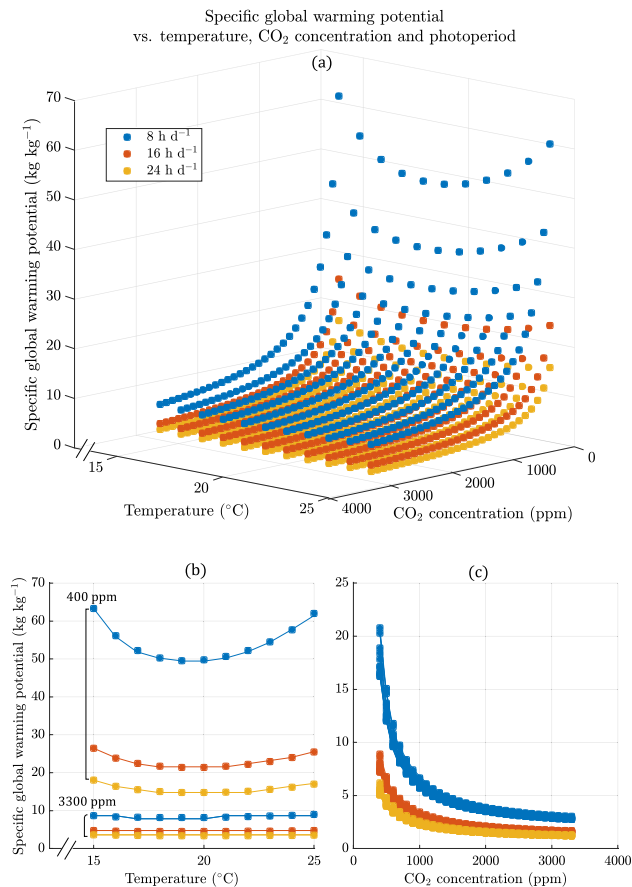 Specific global warming potential
vs. temperature, CO₂ concentration and photoperiod
(a)
Specific global warming potential (kg kg⁻¹)
70
60
50
40
30
20
10
0
8 h d⁻¹
16 h d⁻¹
24 h d⁻¹
15
20
25
Temperature (°C)
4000
3000
2000
1000
0
CO₂ concentration (ppm)
(b)
Specific global warming potential (kg kg⁻¹)
70
60
50
40
30
20
10
0
400 ppm
3300 ppm
15
20
25
Temperature (°C)
(c)
25
20
15
10
5
0
0
1000
2000
3000
4000
CO₂ concentration (ppm)